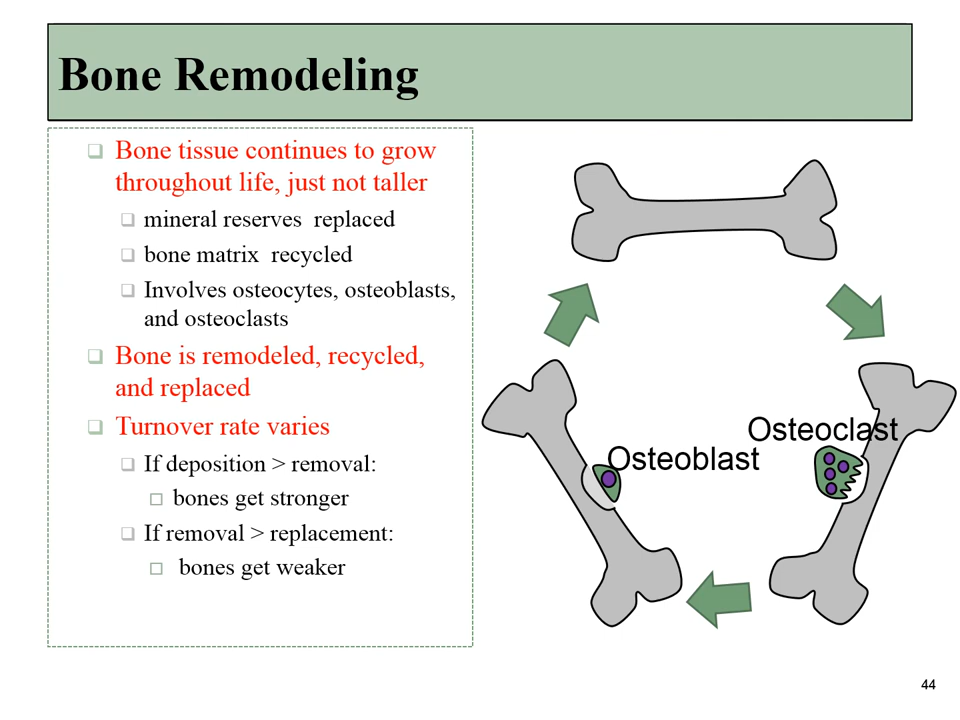 Bone Remodeling
Bone tissue continues to grow
throughout life, just not taller
mineral reserves  replaced
bone matrix  recycled
Involves osteocytes, osteoblasts,
and osteoclasts
Bone is remodeled, recycled,
and replaced
Turnover rate varies
If deposition > removal:
bones get stronger
If removal > replacement:
bones get weaker
Osteoclast
Osteoblast
44